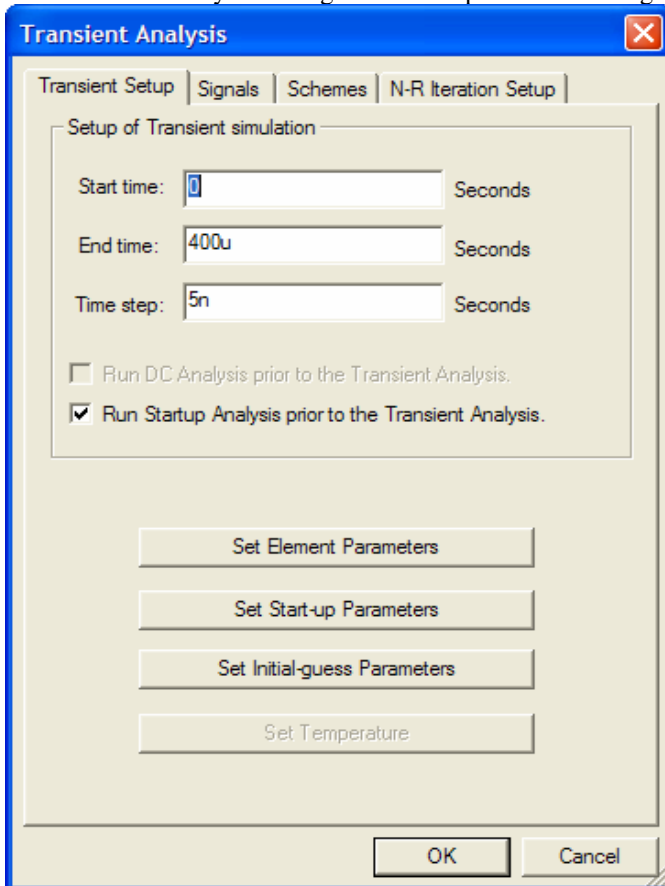 Transient Analysis
Transient Setup Signals Schemes N-R Iteration Setup
Setup of Transient simulation
Start time: 0 Seconds
End time: 400u Seconds
Time step: 5n Seconds
Run DC Analysis prior to the Transient Analysis.
Run Startup Analysis prior to the Transient Analysis.
Set Element Parameters
Set Start-up Parameters
Set Initial-guess Parameters
Set Temperature
OK Cancel